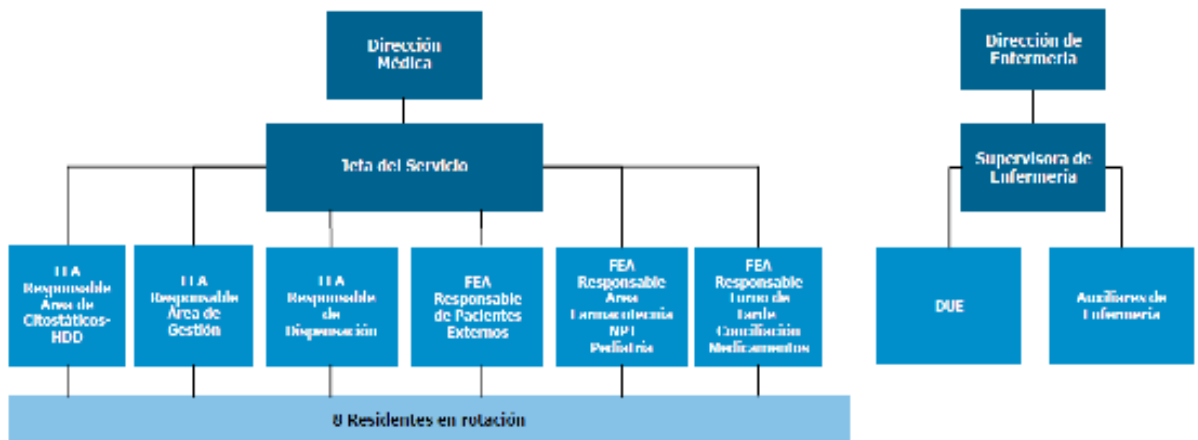 Dirección
Médica
Dirección de
Enfermería
Jefa del Servicio
Supervisora de
Enfermería
FEA
Responsable
Área de
Citostáticos-
HDD
FEA
Responsable
Área de
Gestión
FEA
Responsable
de
Dispensación
FEA
Responsable
de Pacientes
Externos
FEA
Responsable
Área
Farmacotecnia
NPT
Pediatría
FEA
Responsable
Turno de
Tarde
Conciliación
Medicamentos
DUE
Auxiliares de
Enfermería
8 Residentes en rotación